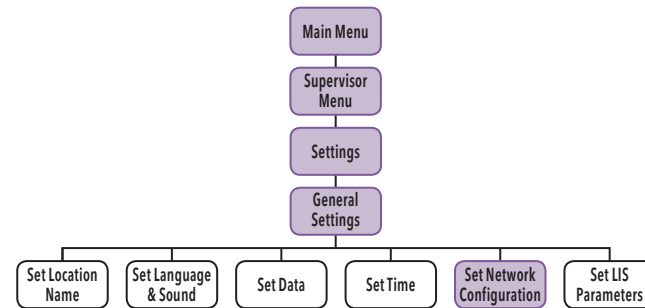 Main Menu
Supervisor
Menu
Settings
General
Settings
Set Location
Name
Set Language
& Sound
Set Data
Set Time
Set Network
Configuration
Set LIS
Parameters